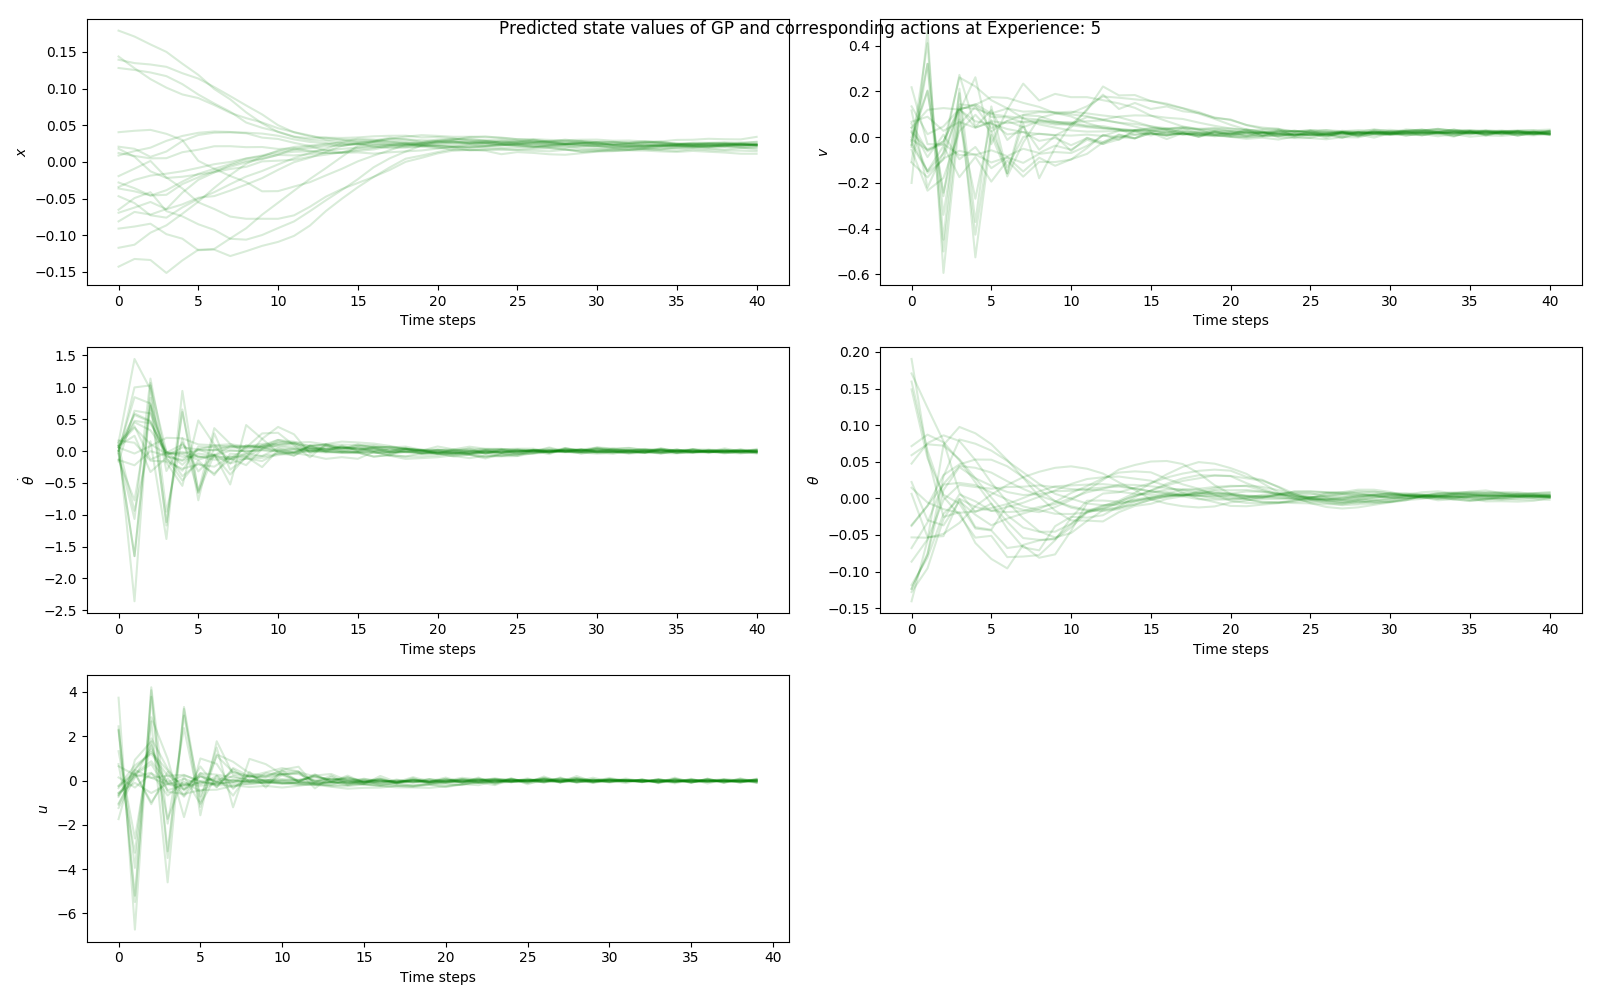 Predicted state values of GP and corresponding actions at Experience: 5
0.15
0.10
0.05
0.00
−0.05
−0.10
−0.15
x
0 5 10 15 20 25 30 35 40
Time steps
0.4
0.2
0.0
−0.2
−0.4
−0.6
v
0 5 10 15 20 25 30 35 40
Time steps
1.5
1.0
0.5
0.0
−0.5
−1.0
−1.5
−2.0
−2.5
θ̇
0 5 10 15 20 25 30 35 40
Time steps
0.20
0.15
0.10
0.05
0.00
−0.05
−0.10
−0.15
θ
0 5 10 15 20 25 30 35 40
Time steps
4
2
0
−2
−4
−6
u
0 5 10 15 20 25 30 35 40
Time steps